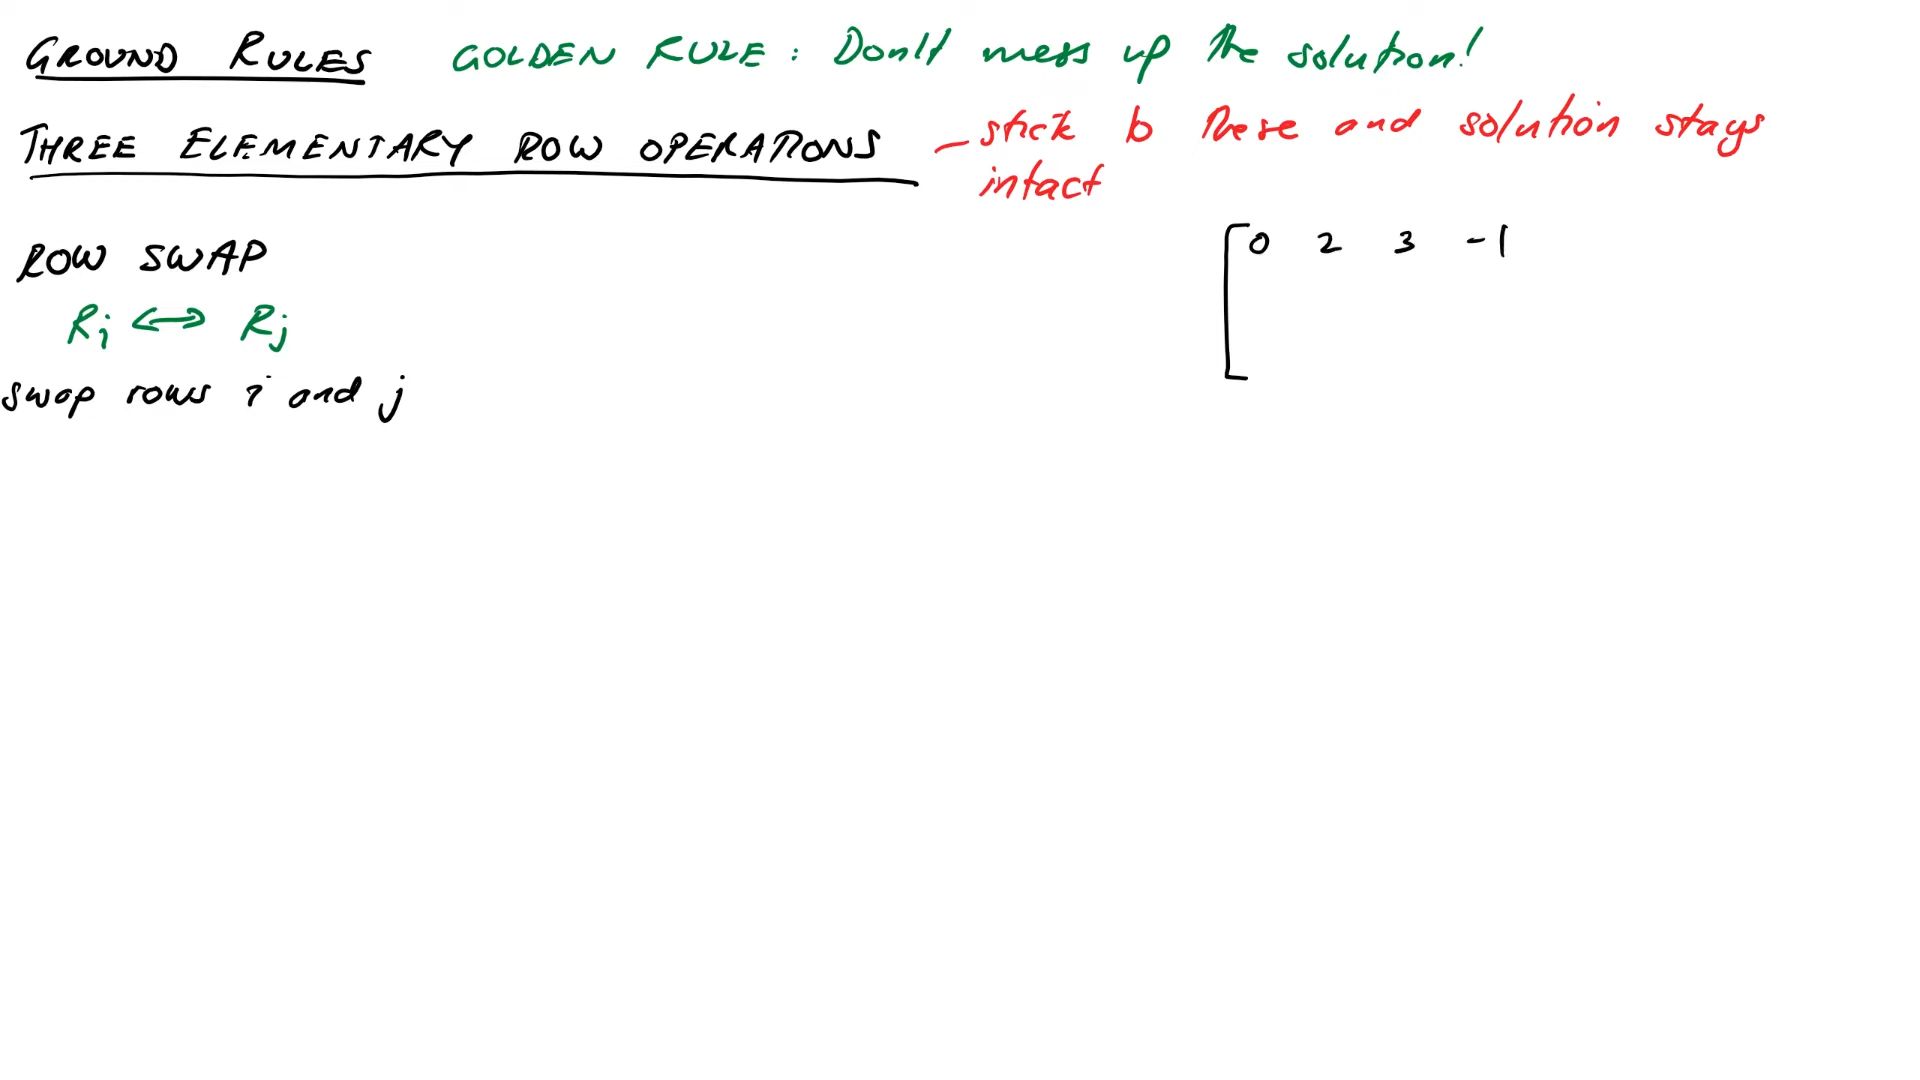 GROUND RULES GOLDEN RULE : Don't mess up the solution!
THREE ELEMENTARY ROW OPERATIONS - stick to these and solution stays
intact
ROW SWAP
0 2 3 -1
Ri ⟷ Rj
swap rows i and j